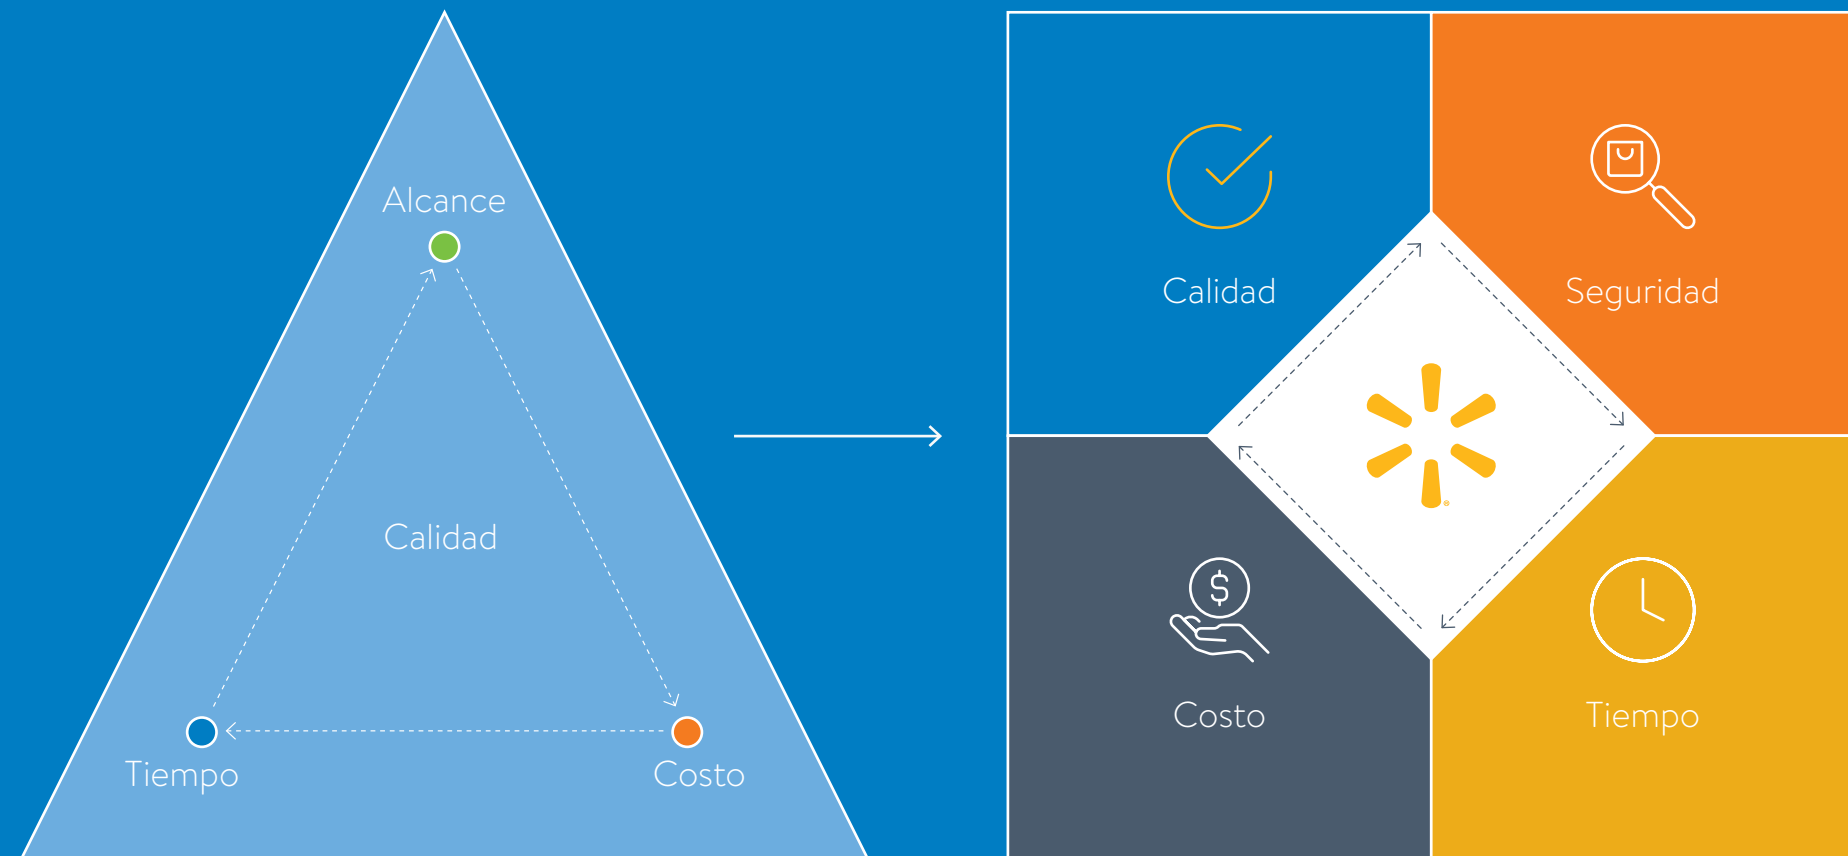 Alcance
Calidad
Tiempo
Costo
Calidad
Seguridad
$
Costo
Tiempo